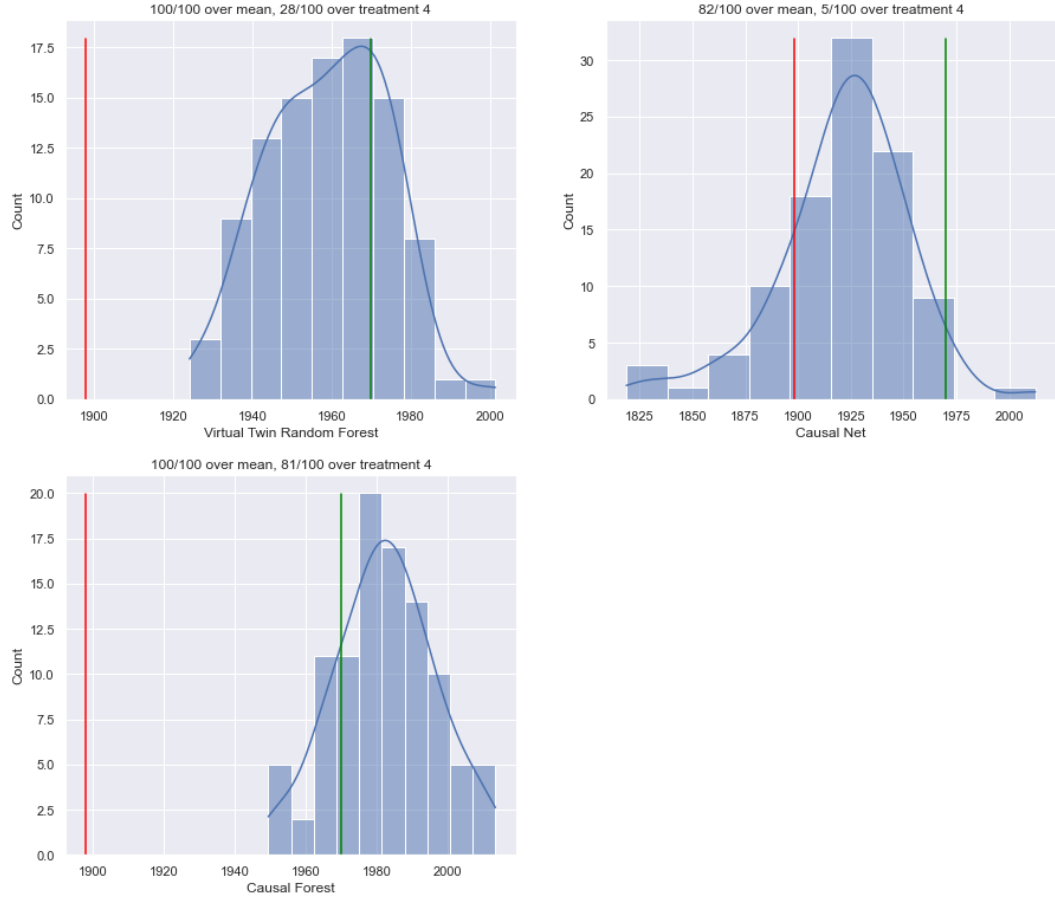 100/100 over mean, 28/100 over treatment 4
17.5
15.0
12.5
10.0
7.5
5.0
2.5
0.0
Count
1900 1920 1940 1960 1980 2000
Virtual Twin Random Forest
82/100 over mean, 5/100 over treatment 4
30
25
20
15
10
5
0
Count
1825 1850 1875 1900 1925 1950 1975 2000
Causal Net
100/100 over mean, 81/100 over treatment 4
20.0
17.5
15.0
12.5
10.0
7.5
5.0
2.5
0.0
Count
1900 1920 1940 1960 1980 2000
Causal Forest